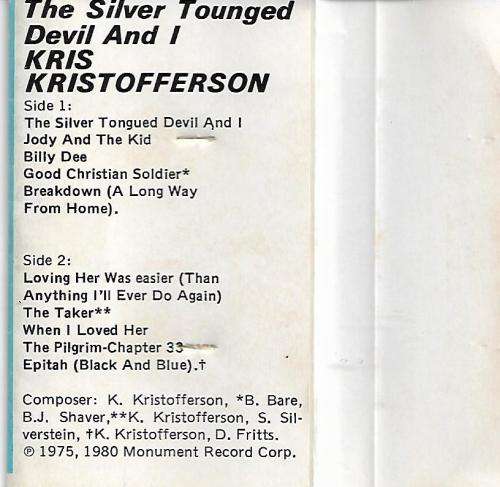 The Silver Tounged
Devil And I
KRIS
KRISTOFFERSON
Side 1:
The Silver Tongued Devil And I
Jody And The Kid
Billy Dee
Good Christian Soldier*
Breakdown (A Long Way
From Home).
Side 2:
Loving Her Was easier (Than
Anything I'll Ever Do Again)
The Taker**
When I Loved Her
The Pilgrim-Chapter 33
Epitah (Black And Blue).†
Composer: K. Kristofferson, *B. Bare,
B.J. Shaver,**K. Kristofferson, S. Sil-
verstein, †K. Kristofferson, D. Fritts.
℗ 1975, 1980 Monument Record Corp.